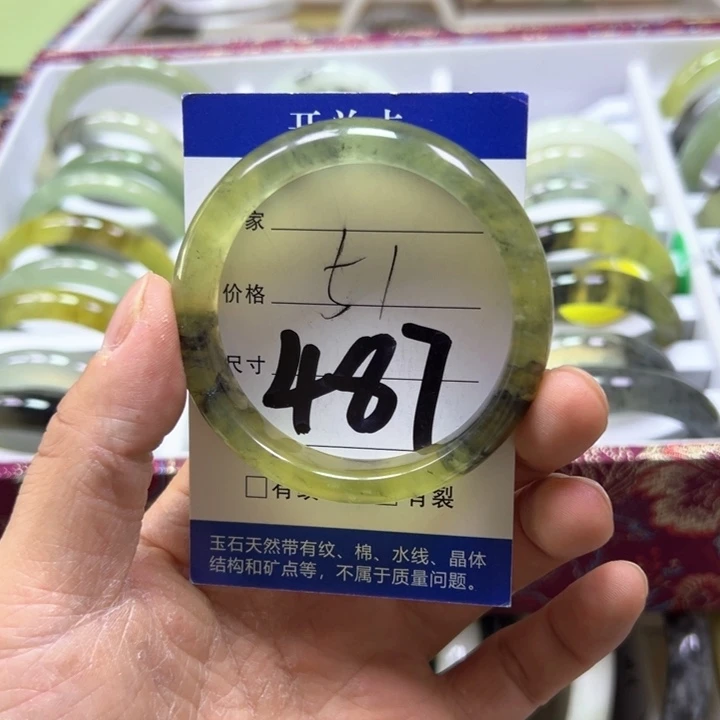 家
价格 51
尺寸 487
□有 □有裂
玉石天然带有纹、棉、水线、晶体
结构和矿点等，不属于质量问题。